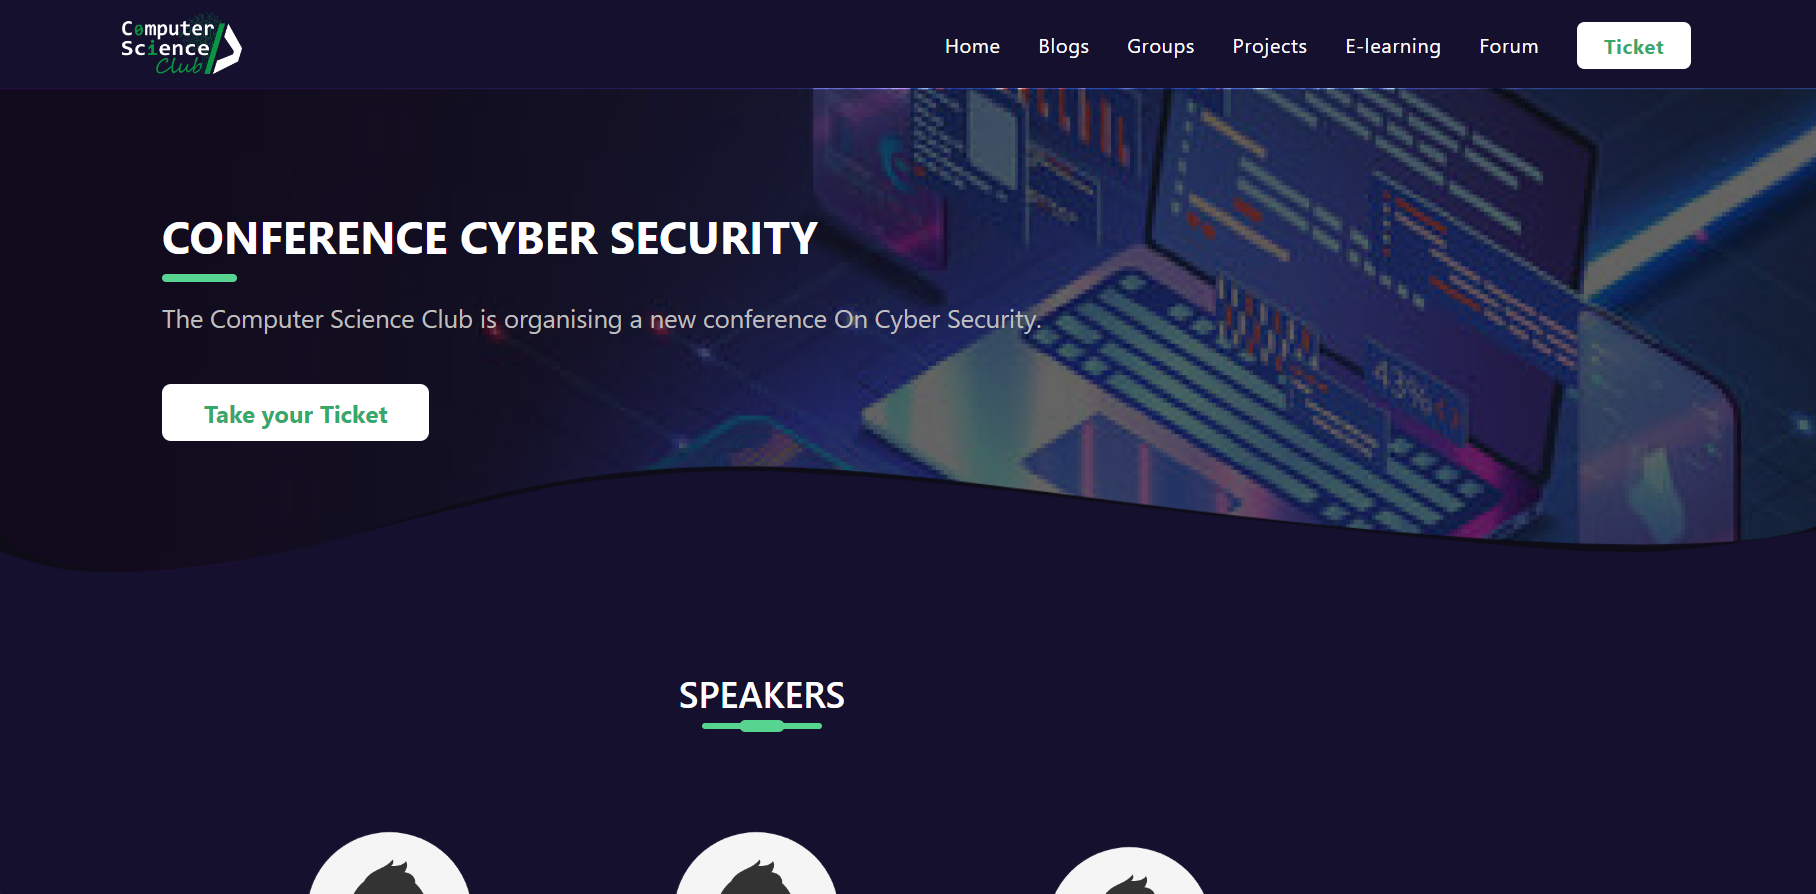 Computer
Science
Club
Home Blogs Groups Projects E-learning Forum Ticket
CONFERENCE CYBER SECURITY
The Computer Science Club is organising a new conference On Cyber Security.
Take your Ticket
43%
SPEAKERS